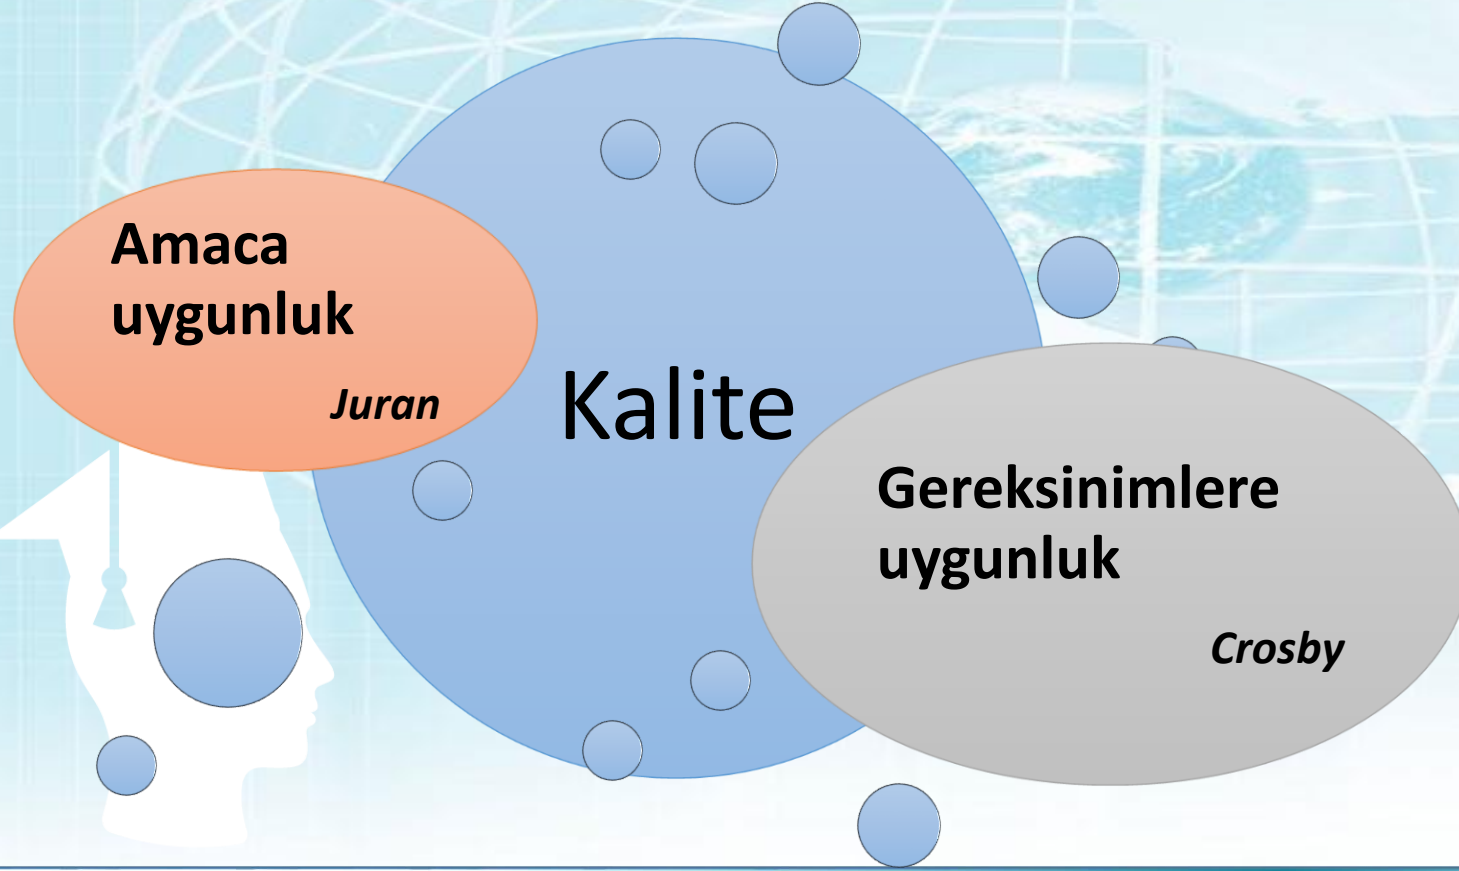 Amaca
uygunluk
Juran
Kalite
Gereksinimlere
uygunluk
Crosby